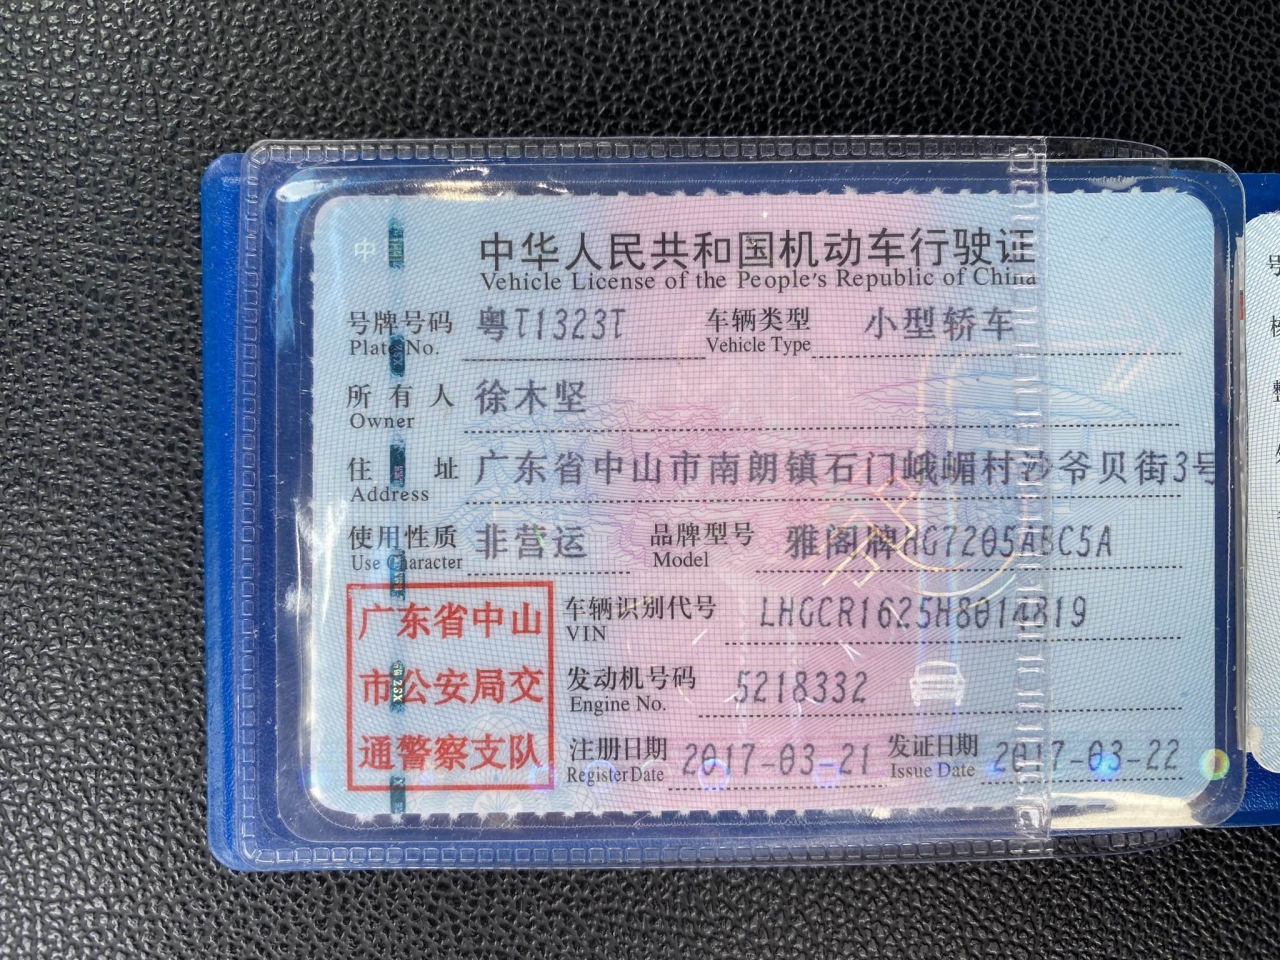 中国
中华人民共和国机动车行驶证
Vehicle License of the People's Republic of China
号牌号码 粤T1323T 车辆类型 小型轿车
Plate No. Vehicle Type
所有人 徐木坚
Owner
住址 广东省中山市南朗镇石门峨嵋村沙爷贝街3号
Address
使用性质 非营运 品牌型号 雅阁牌HG7205ABC5A
Use Character Model
广东省中山
市公安局交
通警察支队
车辆识别代号 LHGCR1625H8014819
VIN
发动机号码 5218332
Engine No.
注册日期 2017-03-21 发证日期 2017-03-22
Register Date Issue Date
号